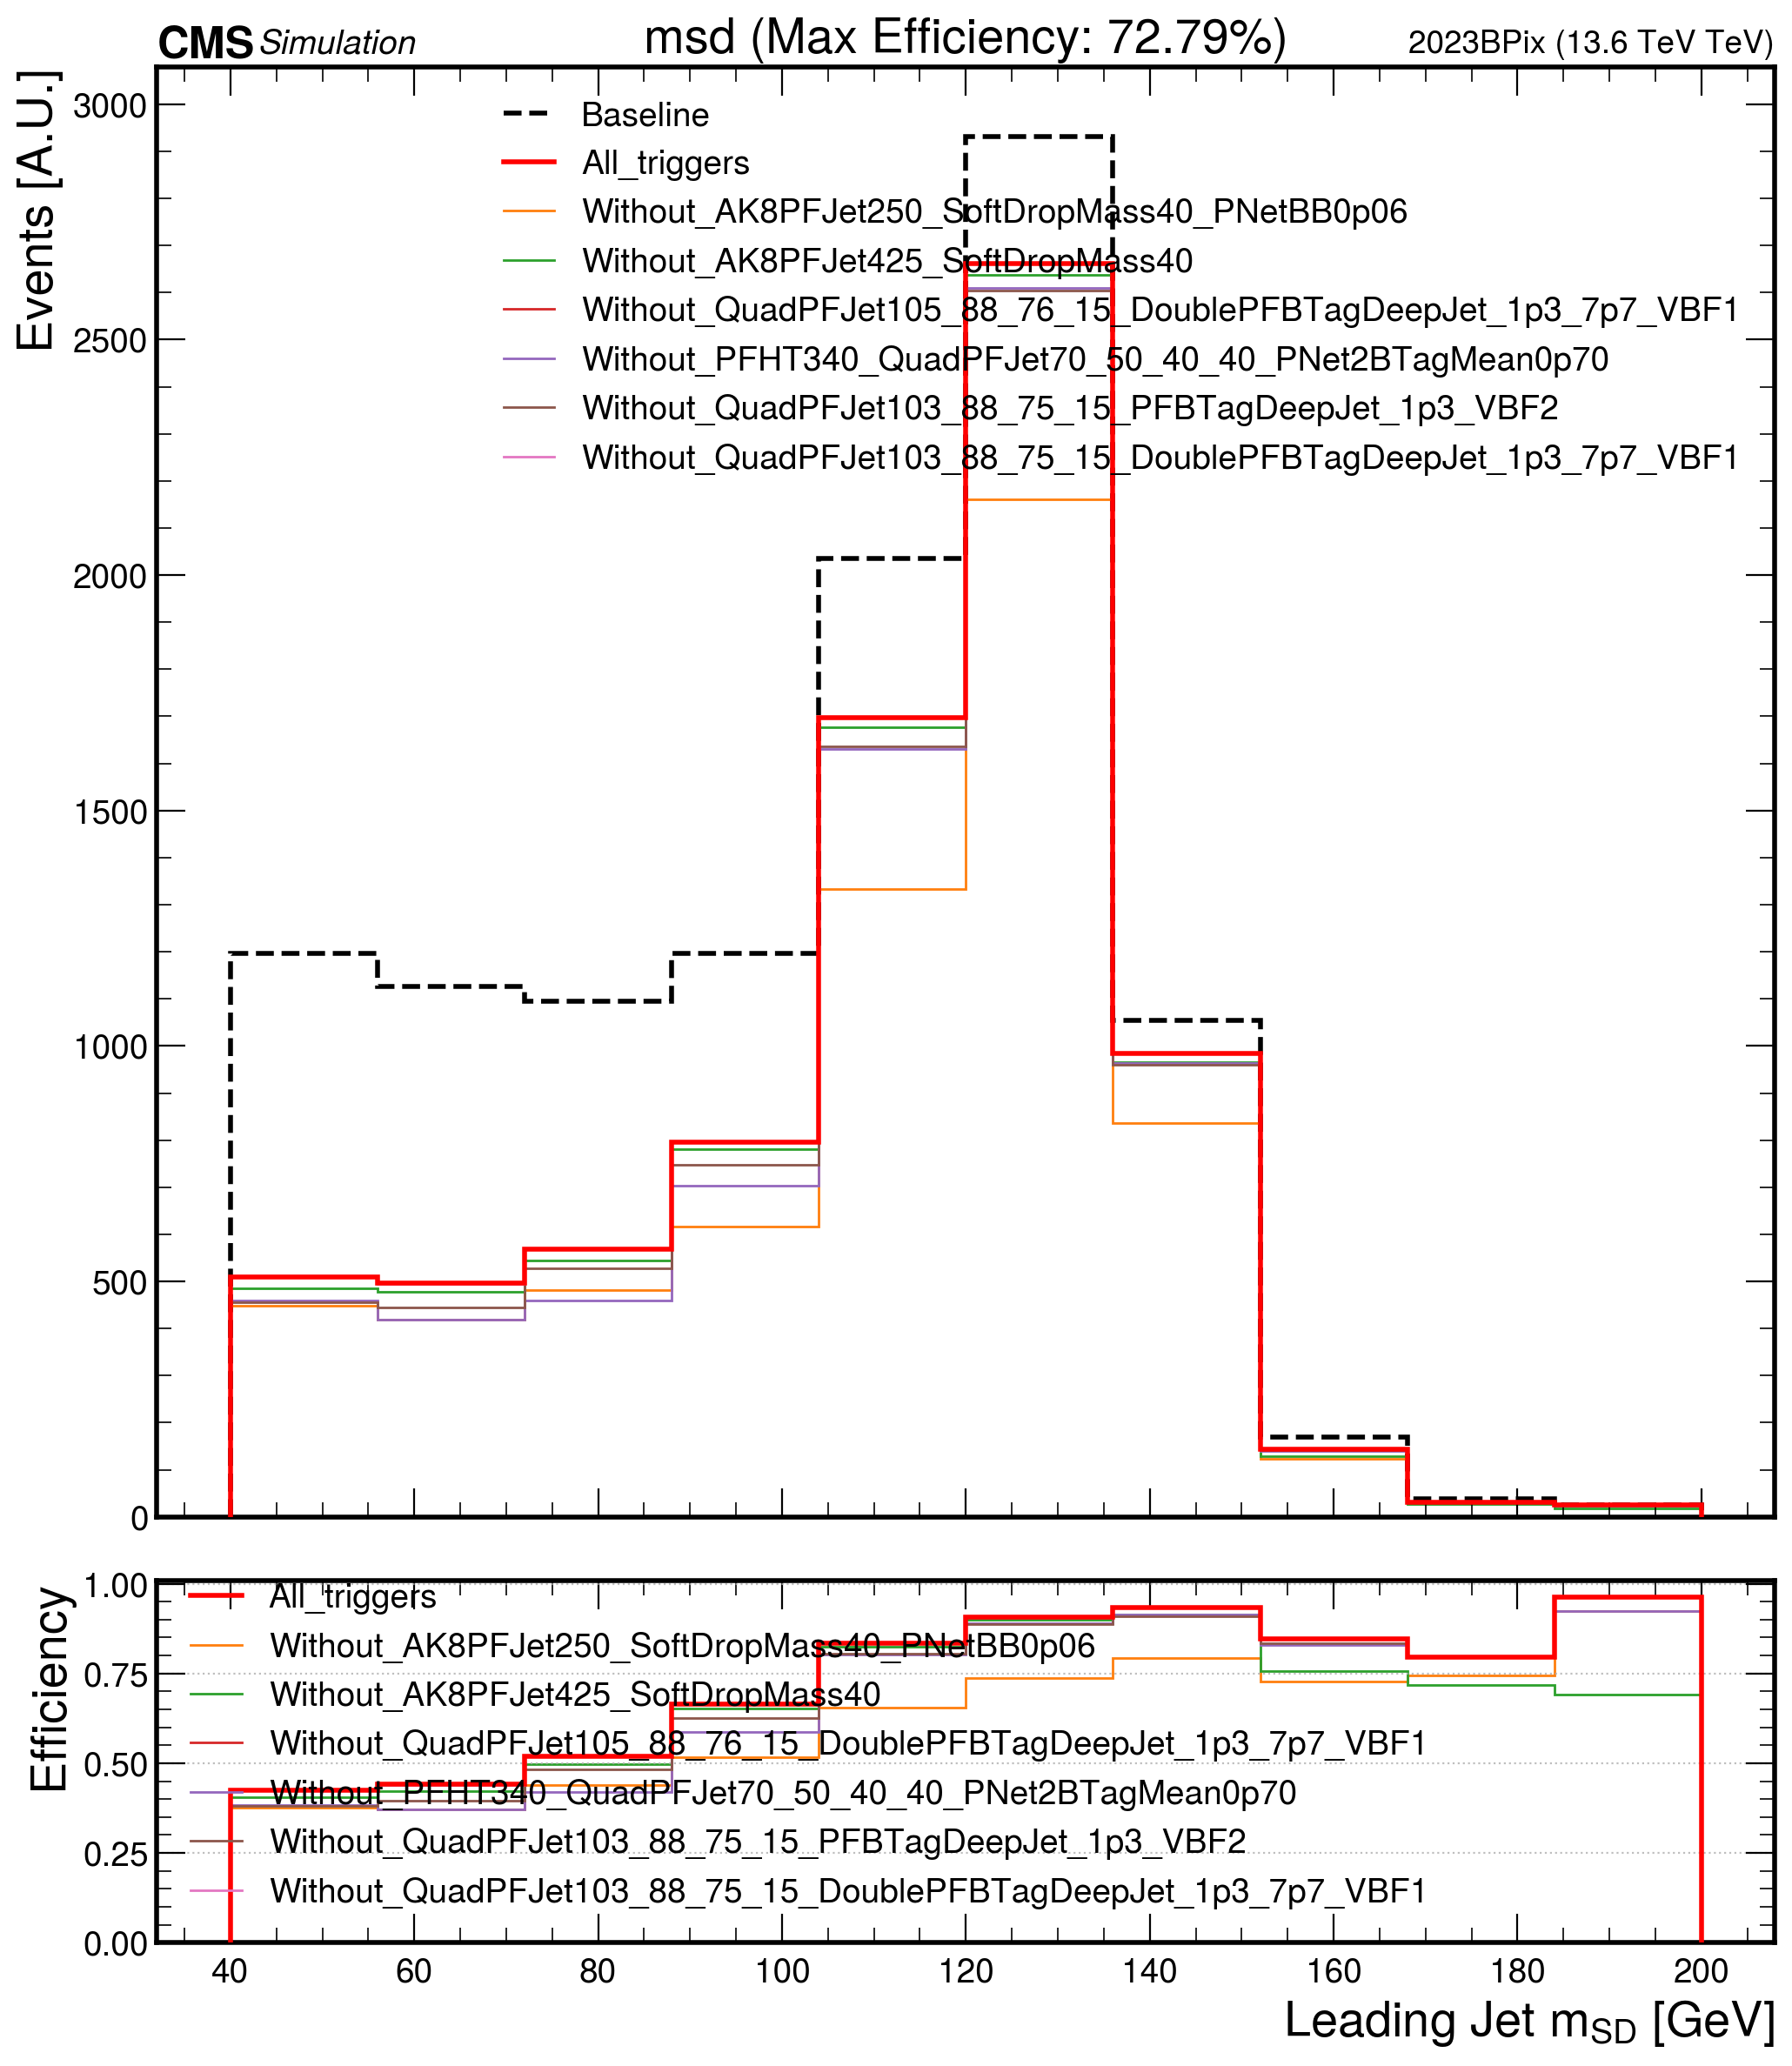 CMS Simulation msd (Max Efficiency: 72.79%) 2023BPix (13.6 TeV TeV)
Events [A.U.]
3000
2500
2000
1500
1000
500
0
Baseline
All_triggers
Without_AK8PFJet250_SoftDropMass40_PNetBB0p06
Without_AK8PFJet425_SoftDropMass40
Without_QuadPFJet105_88_76_15_DoublePFBTagDeepJet_1p3_7p7_VBF1
Without_PFHT340_QuadPFJet70_50_40_40_PNet2BTagMean0p70
Without_QuadPFJet103_88_75_15_PFBTagDeepJet_1p3_VBF2
Without_QuadPFJet103_88_75_15_DoublePFBTagDeepJet_1p3_7p7_VBF1
Efficiency
1.00
0.75
0.50
0.25
0.00
All_triggers
Without_AK8PFJet250_SoftDropMass40_PNetBB0p06
Without_AK8PFJet425_SoftDropMass40
Without_QuadPFJet105_88_76_15_DoublePFBTagDeepJet_1p3_7p7_VBF1
Without_PFHT340_QuadPFJet70_50_40_40_PNet2BTagMean0p70
Without_QuadPFJet103_88_75_15_PFBTagDeepJet_1p3_VBF2
Without_QuadPFJet103_88_75_15_DoublePFBTagDeepJet_1p3_7p7_VBF1
40 60 80 100 120 140 160 180 200
Leading Jet mSD [GeV]